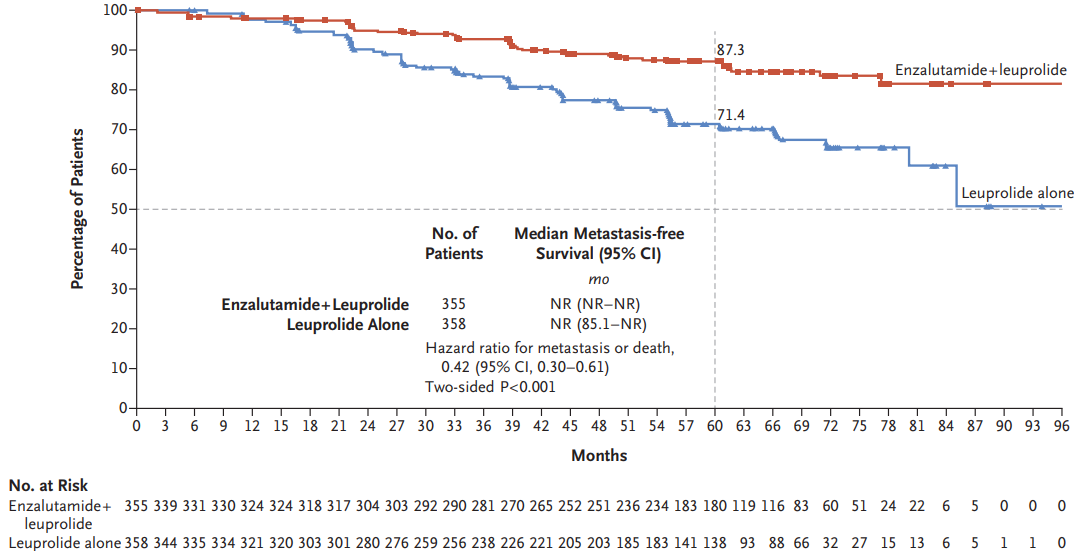 100
90
80
70
60
50
40
30
20
10
0
Percentage of Patients
87.3
Enzalutamide+leuprolide
71.4
Leuprolide alone
No. of Patients
Median Metastasis-free Survival (95% CI)
mo
Enzalutamide+Leuprolide 355 NR (NR–NR)
Leuprolide Alone 358 NR (85.1–NR)
Hazard ratio for metastasis or death,
0.42 (95% CI, 0.30–0.61)
Two-sided P<0.001
0 3 6 9 12 15 18 21 24 27 30 33 36 39 42 45 48 51 54 57 60 63 66 69 72 75 78 81 84 87 90 93 96
Months
No. at Risk
Enzalutamide+ leuprolide 355 339 331 330 324 324 318 317 304 303 292 290 281 270 265 252 251 236 234 183 180 119 116 83 60 51 24 22 6 5 0 0 0
Leuprolide alone 358 344 335 334 321 320 303 301 280 276 259 256 238 226 221 205 203 185 183 141 138 93 88 66 32 27 15 13 6 5 1 1 0